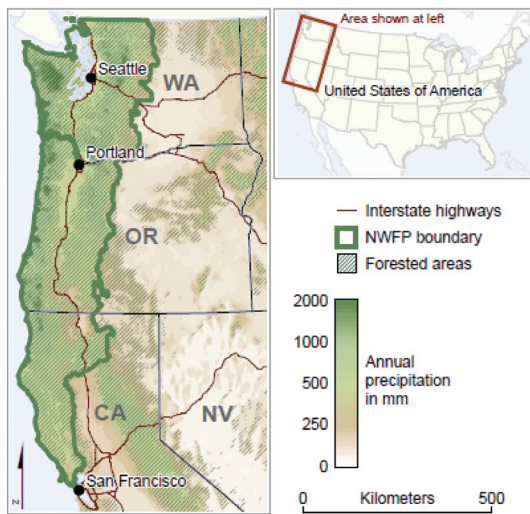 Seattle
WA
Portland
OR
CA
NV
San Francisco
N
Area shown at left
United States of America
Interstate highways
NWFP boundary
Forested areas
2000
1000
500
250
0
Annual
precipitation
in mm
0 Kilometers 500